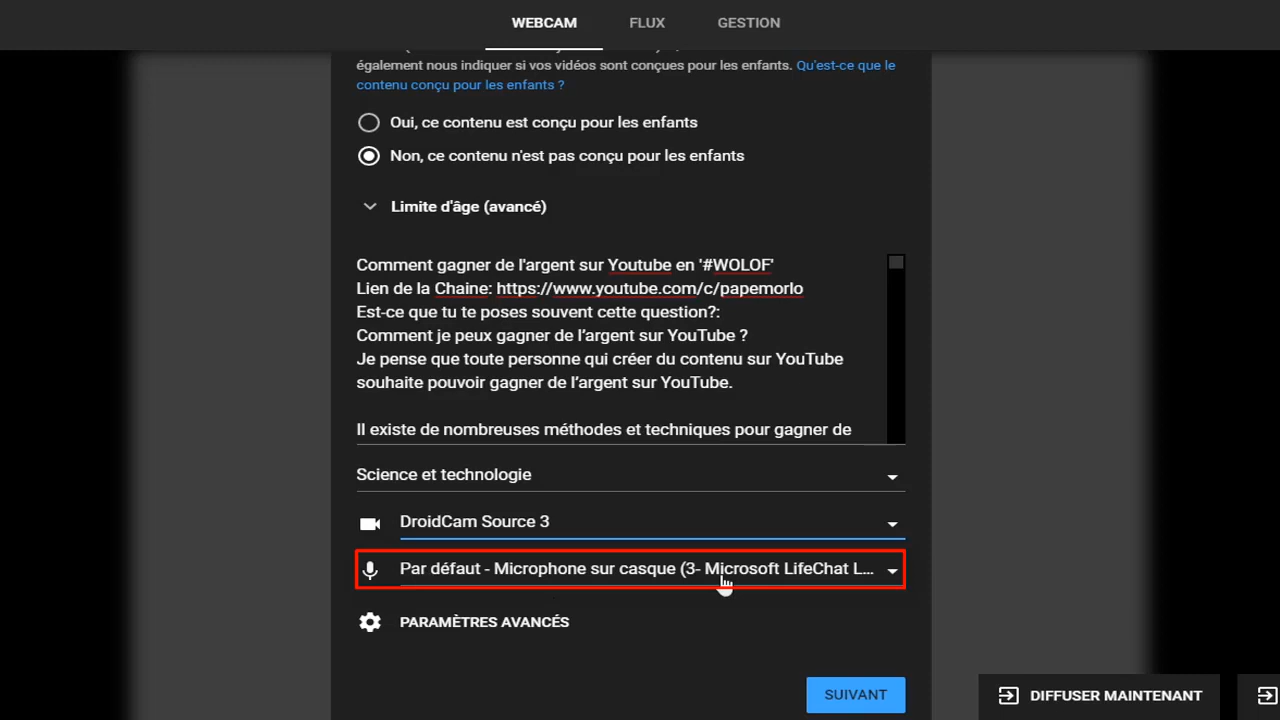 WEBCAM FLUX GESTION
également nous indiquer si vos vidéos sont conçues pour les enfants. Qu'est-ce que le
contenu conçu pour les enfants ?
Oui, ce contenu est conçu pour les enfants
Non, ce contenu n'est pas conçu pour les enfants
Limite d'âge (avancé)
Comment gagner de l'argent sur Youtube en '#WOLOF'
Lien de la Chaine: https://www.youtube.com/c/papemorlo
Est-ce que tu te poses souvent cette question?:
Comment je peux gagner de l’argent sur YouTube ?
Je pense que toute personne qui créer du contenu sur YouTube
souhaite pouvoir gagner de l’argent sur YouTube.
Il existe de nombreuses méthodes et techniques pour gagner de
Science et technologie
DroidCam Source 3
Par défaut - Microphone sur casque (3- Microsoft LifeChat L...
PARAMÈTRES AVANCÉS
SUIVANT
DIFFUSER MAINTENANT